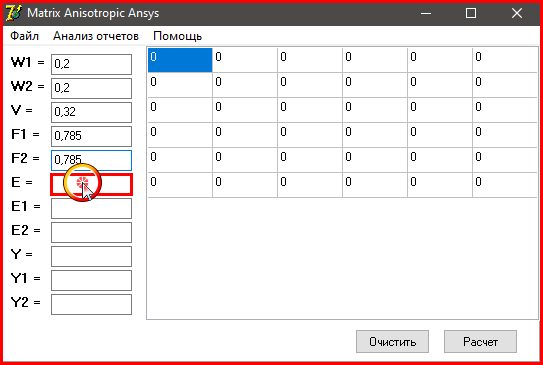 Matrix Anisotropic Ansys
Файл Анализ отчетов Помощь
W1 = 0,2
W2 = 0,2
V = 0,32
F1 = 0,785
F2 = 0,785
E =
E1 =
E2 =
Y =
Y1 =
Y2 =
0 0 0 0 0 0
0 0 0 0 0 0
0 0 0 0 0 0
0 0 0 0 0 0
0 0 0 0 0 0
0 0 0 0 0 0
Очистить Расчет